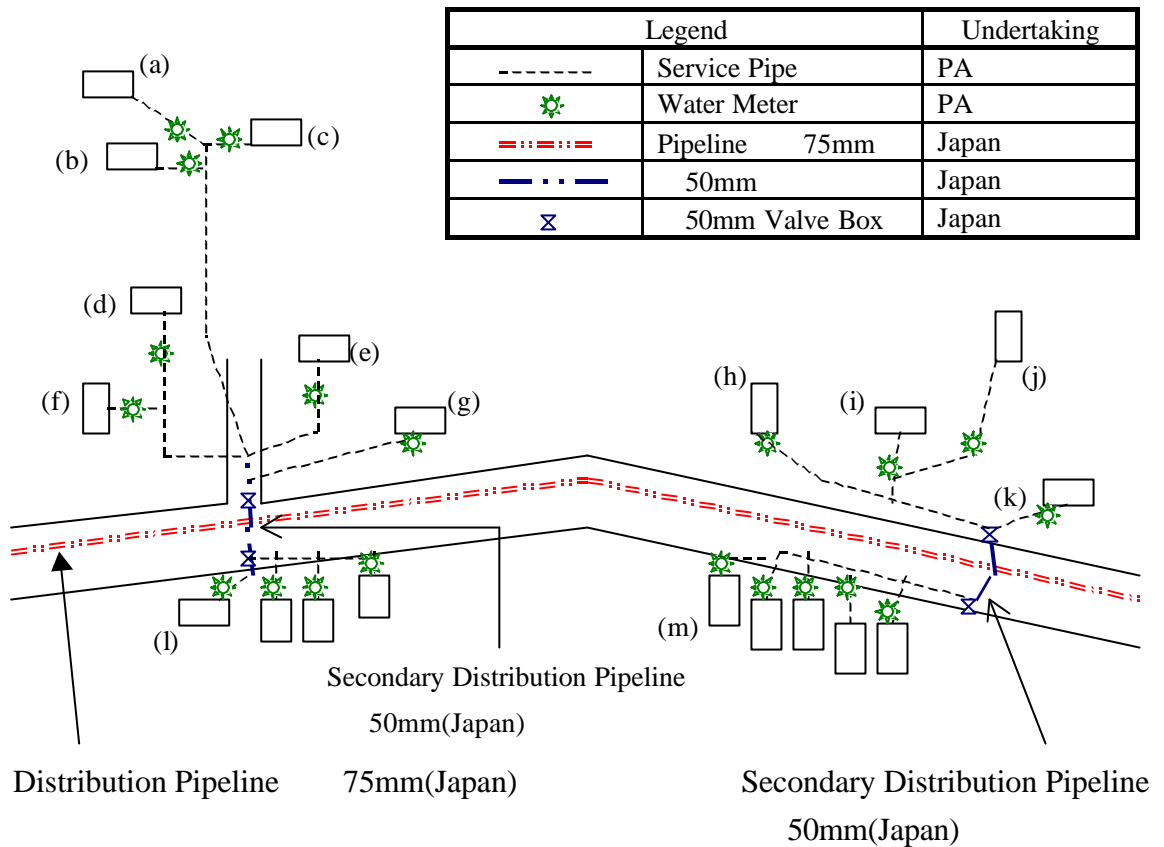 Legend Undertaking
Service Pipe PA
Water Meter PA
Pipeline 75mm Japan
50mm Japan
50mm Valve Box Japan
(a)
(b)
(c)
(d)
(e)
(f)
(g)
(h)
(i)
(j)
(k)
(l)
(m)
Secondary Distribution Pipeline
50mm(Japan)
Distribution Pipeline 75mm(Japan)
Secondary Distribution Pipeline
50mm(Japan)